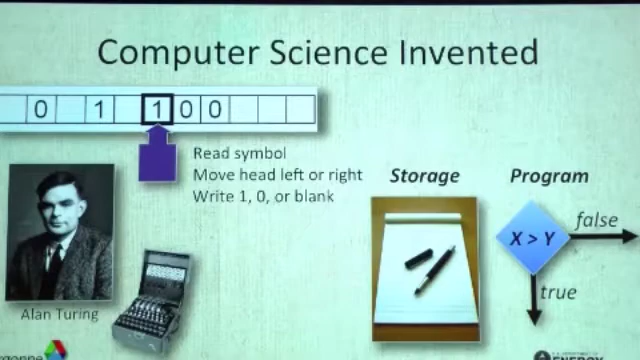 Computer Science Invented
0 1 1 0 0
Read symbol
Move head left or right
Write 1, 0, or blank
Storage
Program
X > Y
false
true
Alan Turing
ENERGY